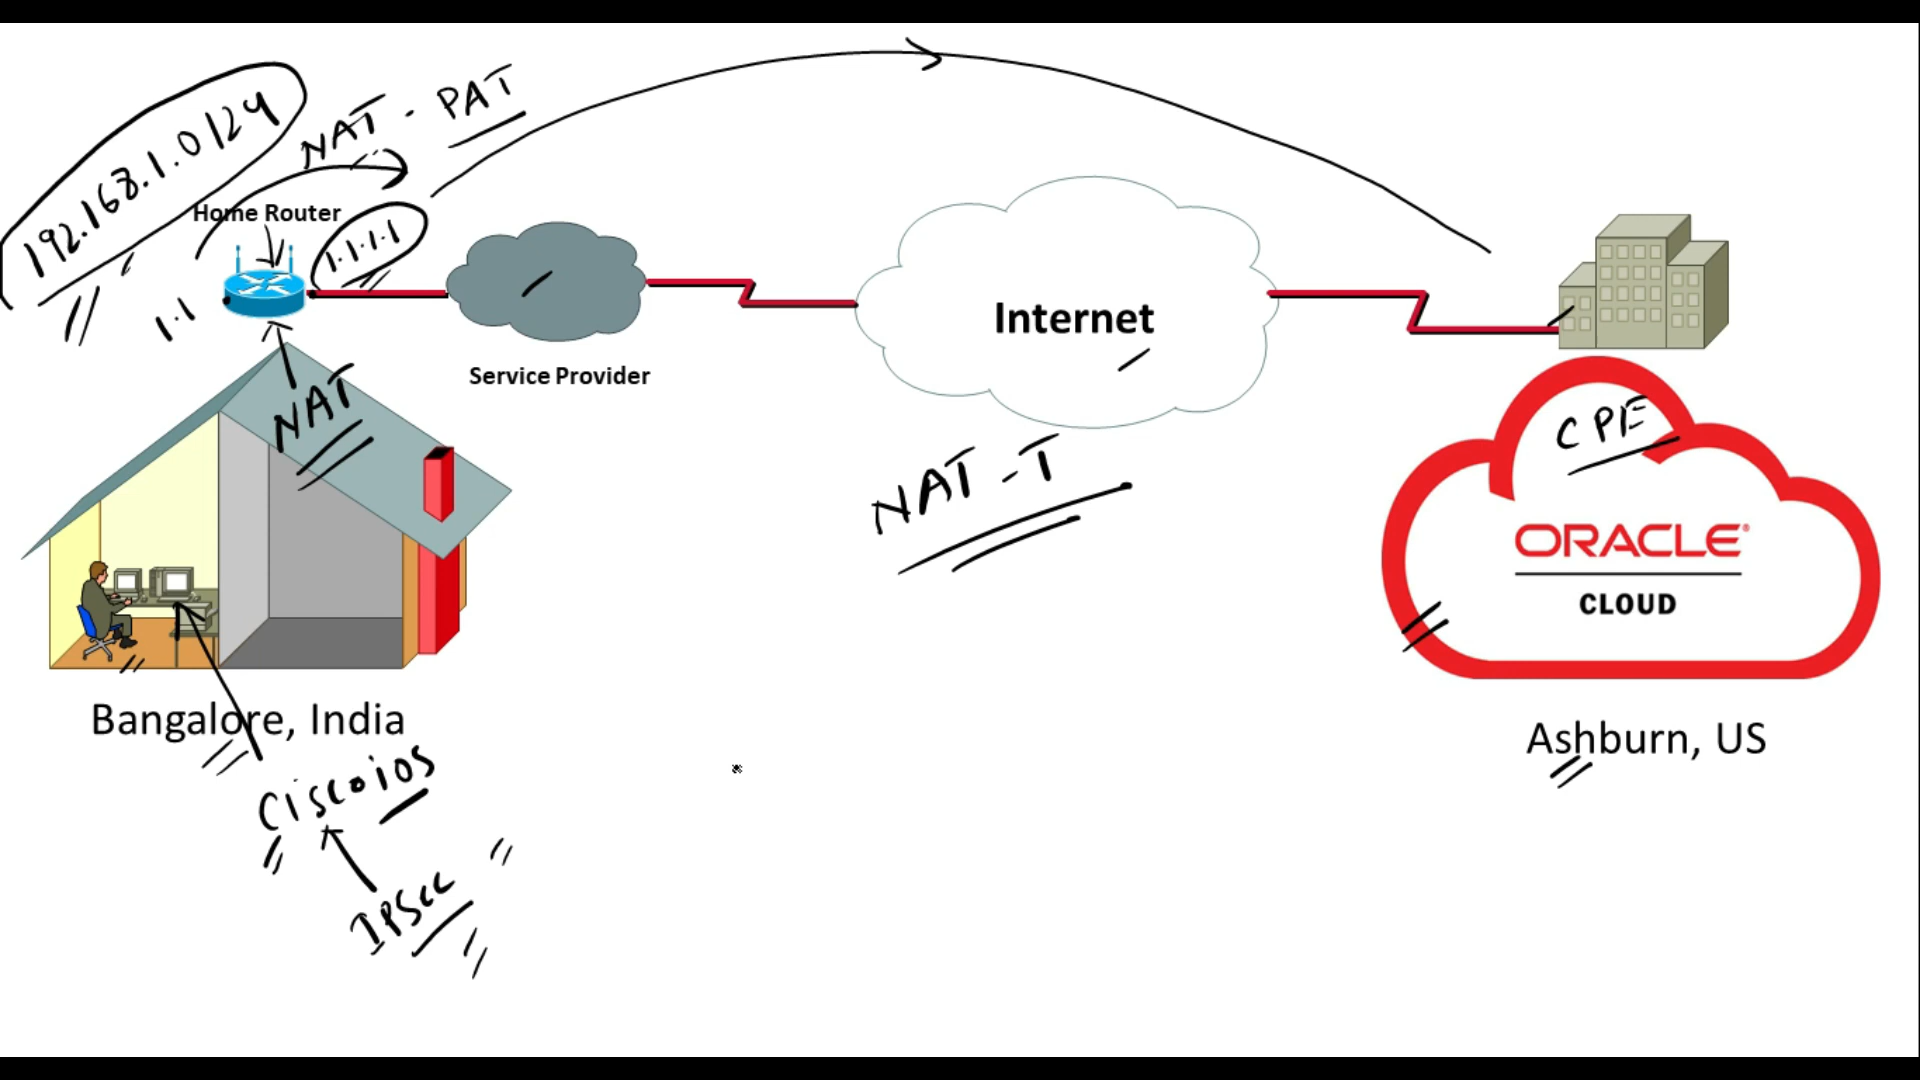 192.168.1.0/24
NAT - PAT
Home Router
1.1.1.1
1.1
NAT
Service Provider
Internet
NAT-T
CPE
ORACLE®
CLOUD
Bangalore, India
Ashburn, US
Cisco ios
IPSec